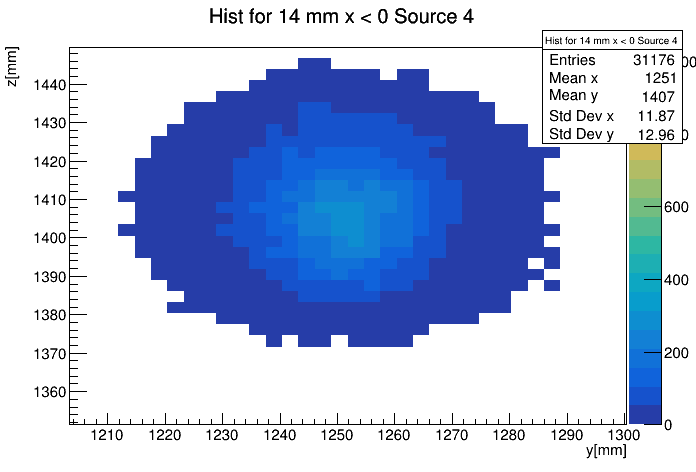 Hist for 14 mm x < 0 Source 4
z[mm]
Hist for 14 mm x < 0 Source 4
Entries 31176
Mean x 1251
Mean y 1407
Std Dev x 11.87
Std Dev y 12.96
1440
1430
1420
1410
1400
1390
1380
1370
1360
600
400
200
0
1210 1220 1230 1240 1250 1260 1270 1280 1290 1300
y[mm]